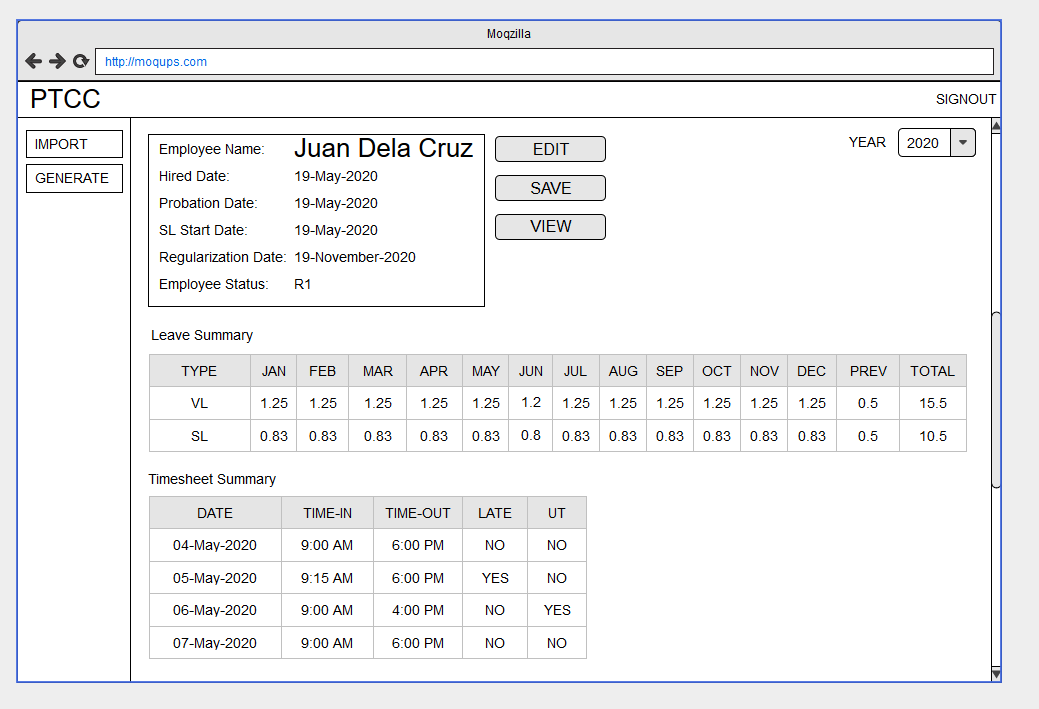 Moqzilla
http://moqups.com
PTCC
SIGNOUT
IMPORT
GENERATE
Employee Name: Juan Dela Cruz
Hired Date: 19-May-2020
Probation Date: 19-May-2020
SL Start Date: 19-May-2020
Regularization Date: 19-November-2020
Employee Status: R1
EDIT
SAVE
VIEW
YEAR 2020
Leave Summary
TYPE JAN FEB MAR APR MAY JUN JUL AUG SEP OCT NOV DEC PREV TOTAL
VL 1.25 1.25 1.25 1.25 1.25 1.2 1.25 1.25 1.25 1.25 1.25 1.25 0.5 15.5
SL 0.83 0.83 0.83 0.83 0.83 0.8 0.83 0.83 0.83 0.83 0.83 0.83 0.5 10.5
Timesheet Summary
DATE TIME-IN TIME-OUT LATE UT
04-May-2020 9:00 AM 6:00 PM NO NO
05-May-2020 9:15 AM 6:00 PM YES NO
06-May-2020 9:00 AM 4:00 PM NO YES
07-May-2020 9:00 AM 6:00 PM NO NO